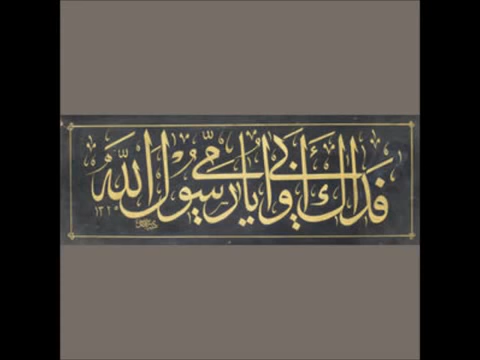 فداك أبي وأمي يا رسول الله